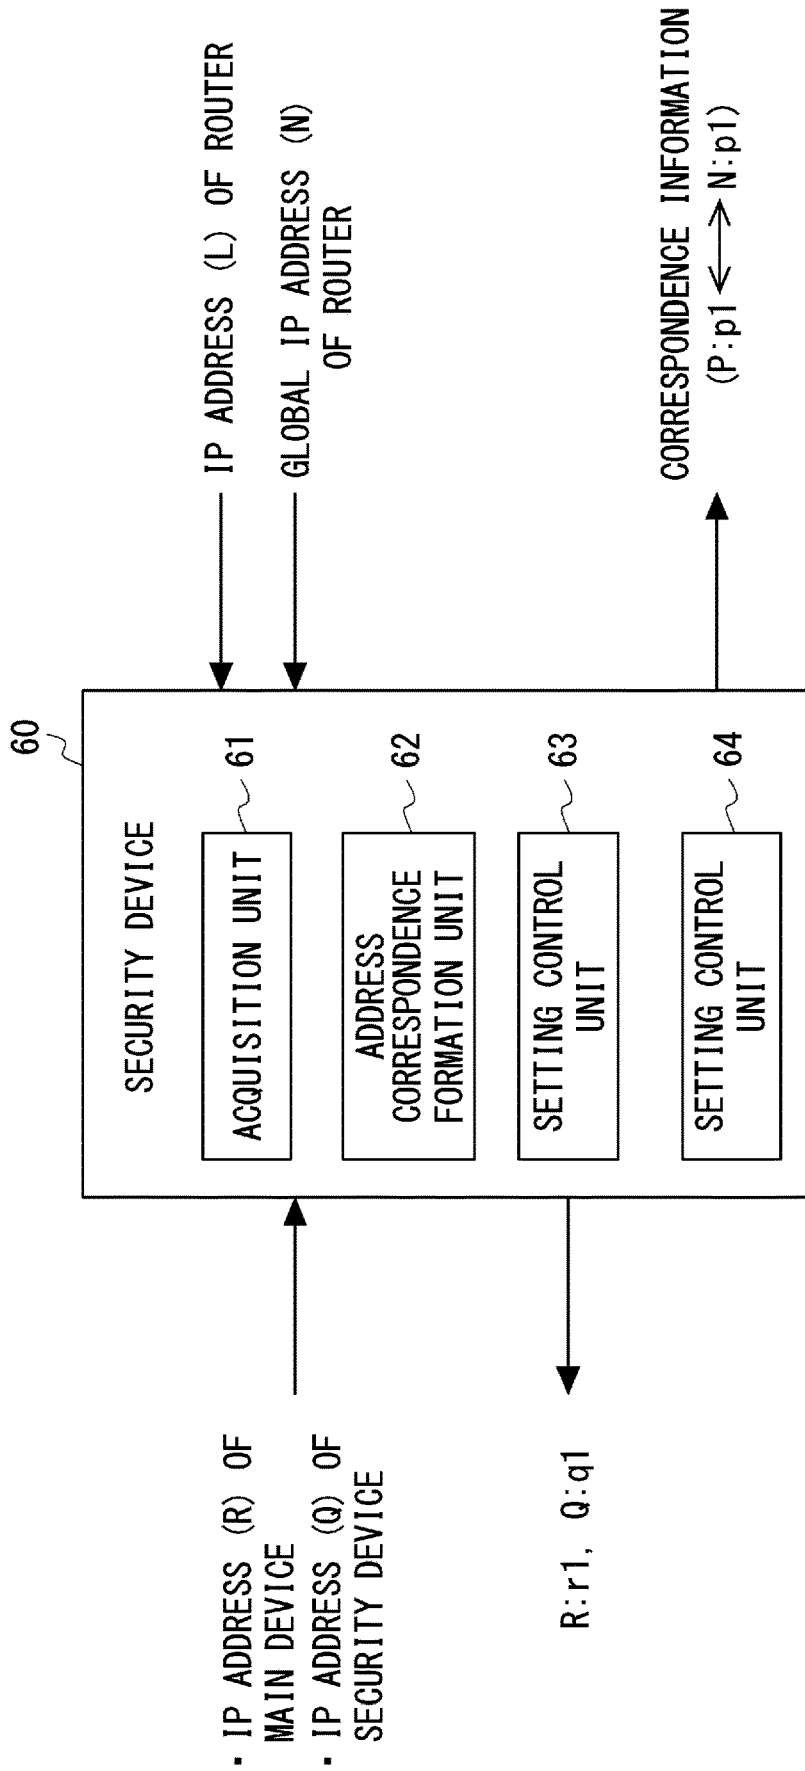 60
SECURITY DEVICE
ACQUISITION UNIT
61
ADDRESS
CORRESPONDENCE
FORMATION UNIT
62
SETTING CONTROL
UNIT
63
SETTING CONTROL
UNIT
64
• IP ADDRESS (R) OF
MAIN DEVICE
• IP ADDRESS (Q) OF
SECURITY DEVICE
R:r1, Q:q1
IP ADDRESS (L) OF ROUTER
GLOBAL IP ADDRESS (N)
OF ROUTER
CORRESPONDENCE INFORMATION
(P:p1 ⟷ N:p1)